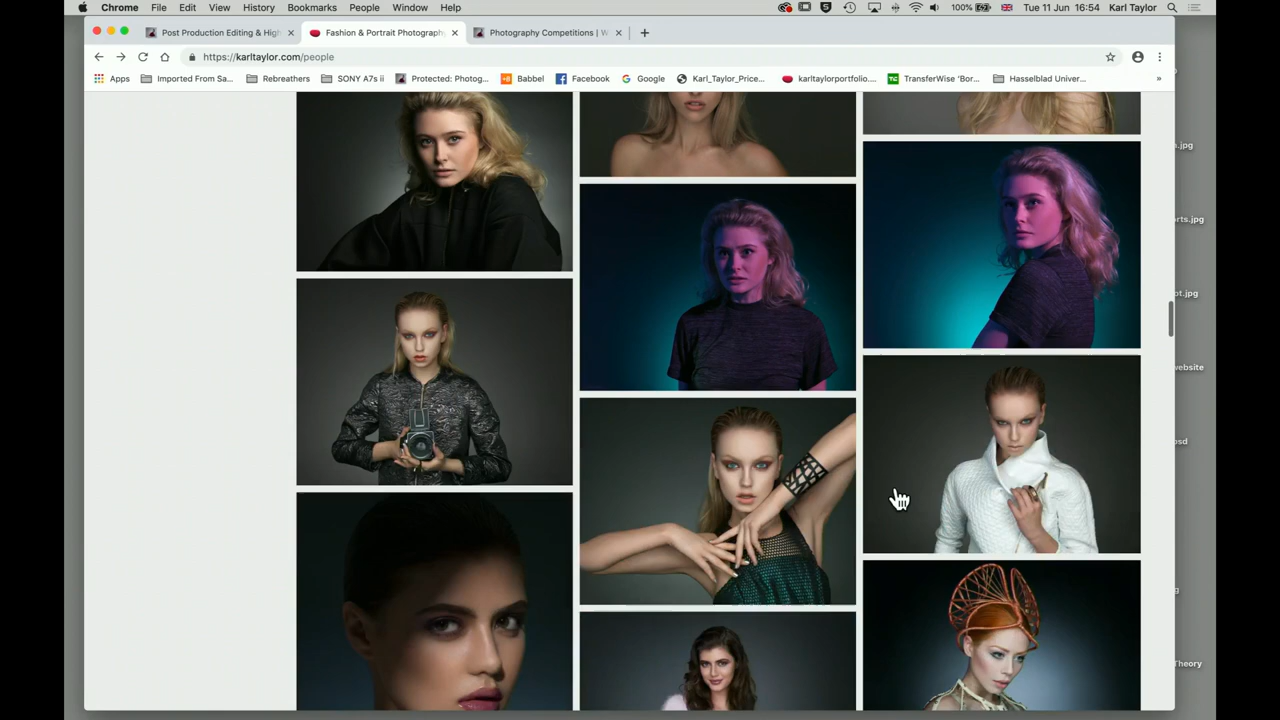 Chrome File Edit View History Bookmarks People Window Help 100% Tue 11 Jun 16:54 Karl Taylor
Post Production Editing & High Fashion & Portrait Photography Photography Competitions | W
https://karltaylor.com/people
Apps Imported From Sa... Rebreathers SONY A7s ii Protected: Photog... Babbel Facebook Google Karl_Taylor_Price... karltaylorportfolio.... TransferWise 'Bor... Hasselblad Univer... »
n.jpg
orts.jpg
ot.jpg
website
psd
Theory